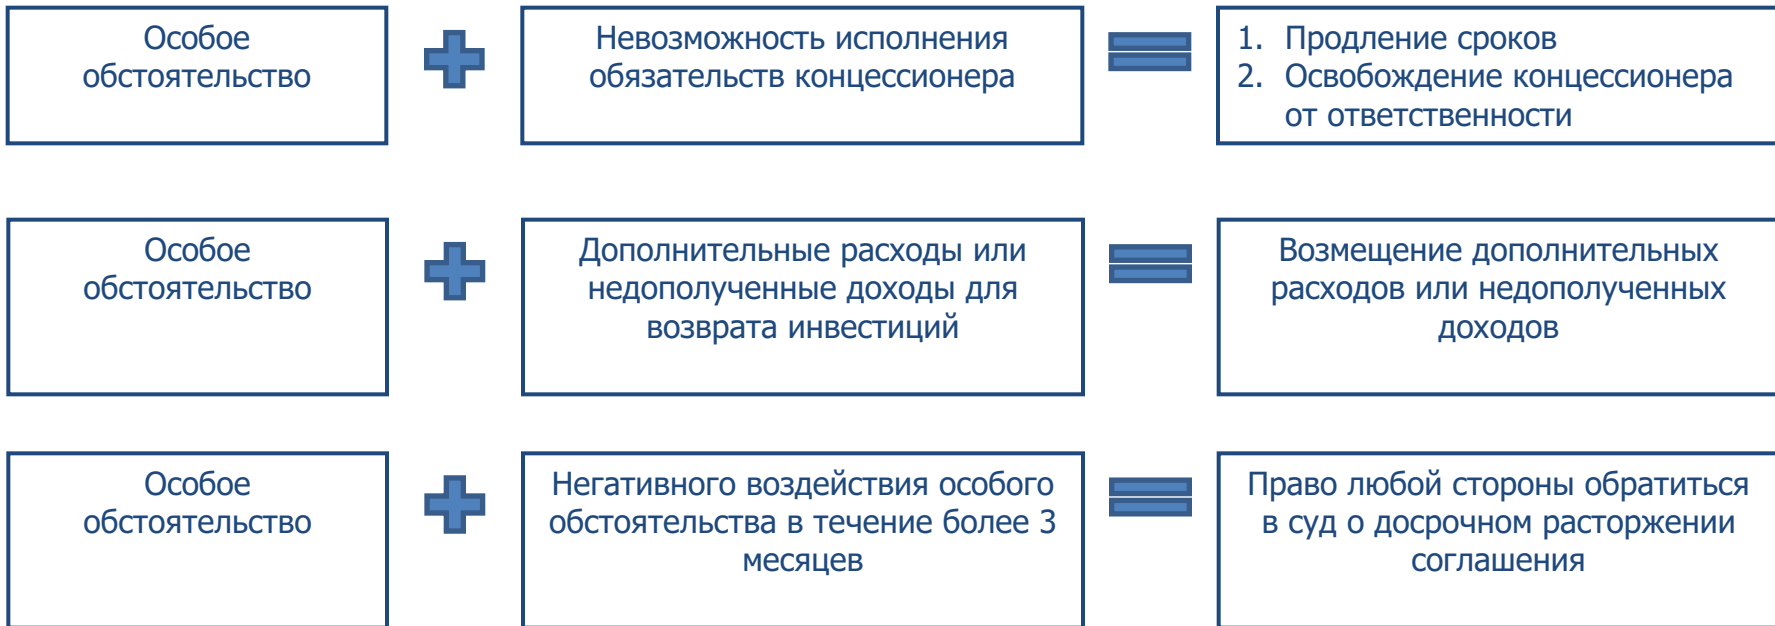 Особое
обстоятельство
Невозможность исполнения
обязательств концессионера
1. Продление сроков
2. Освобождение концессионера
от ответственности
Особое
обстоятельство
Дополнительные расходы или
недополученные доходы для
возврата инвестиций
Возмещение дополнительных
расходов или недополученных
доходов
Особое
обстоятельство
Негативного воздействия особого
обстоятельства в течение более 3
месяцев
Право любой стороны обратиться
в суд о досрочном расторжении
соглашения